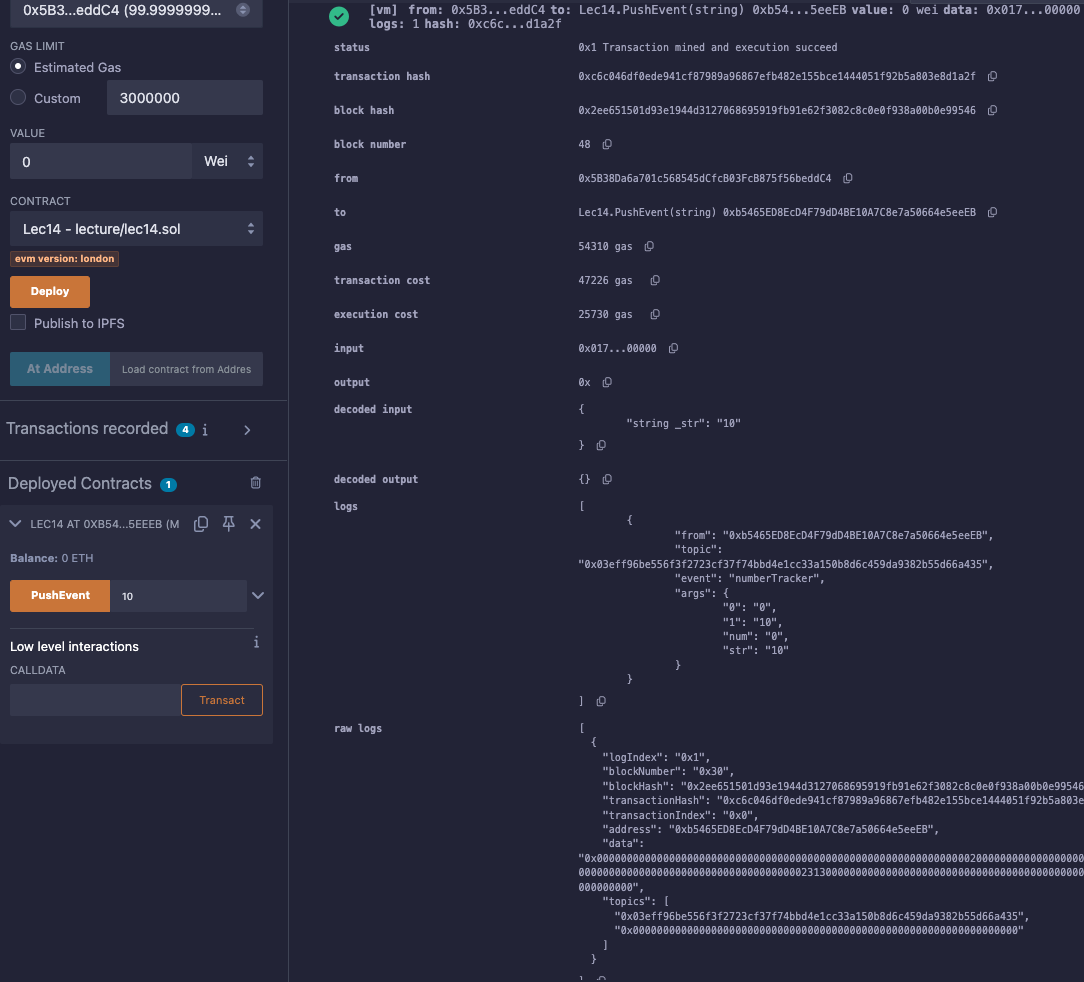 0x5B3...eddC4 (99.9999999...
GAS LIMIT
Estimated Gas
Custom
3000000
VALUE
0
Wei
CONTRACT
Lec14 - lecture/lec14.sol
evm version: london
Deploy
Publish to IPFS
At Address
Load contract from Addres
Transactions recorded 4 i
Deployed Contracts 1
LEC14 AT 0XB54...5EEEB (M
Balance: 0 ETH
PushEvent
10
Low level interactions
i
CALLDATA
Transact
[vm] from: 0x5B3...eddC4 to: Lec14.PushEvent(string) 0xb54...5eeEB value: 0 wei data: 0x017...00000
logs: 1 hash: 0xc6c...d1a2f
status 0x1 Transaction mined and execution succeed
transaction hash 0xc6c046df0ede941cf87989a96867efb482e155bce1444051f92b5a803e8d1a2f
block hash 0x2ee651501d93e1944d3127068695919fb91e62f3082c8c0e0f938a00b0e99546
block number 48
from 0x5B38Da6a701c568545dCfcB03FcB875f56beddC4
to Lec14.PushEvent(string) 0xb5465ED8EcD4F79dD4BE10A7C8e7a50664e5eeEB
gas 54310 gas
transaction cost 47226 gas
execution cost 25730 gas
input 0x017...00000
output 0x
decoded input {
"string _str": "10"
}
decoded output {}
logs [
{
"from": "0xb5465ED8EcD4F79dD4BE10A7C8e7a50664e5eeEB",
"topic":
"0x03eff96be556f3f2723cf37f74bbd4e1cc33a150b8d6c459da9382b55d66a435",
"event": "numberTracker",
"args": {
"0": "0",
"1": "10",
"num": "0",
"str": "10"
}
}
]
raw logs [
{
"logIndex": "0x1",
"blockNumber": "0x30",
"blockHash": "0x2ee651501d93e1944d3127068695919fb91e62f3082c8c0e0f938a00b0e99546
"transactionHash": "0xc6c046df0ede941cf87989a96867efb482e155bce1444051f92b5a803e
"transactionIndex": "0x0",
"address": "0xb5465ED8EcD4F79dD4BE10A7C8e7a50664e5eeEB",
"data":
"0x000000000000000000000000000000000000000000000000000000000000002000000000000000000
000000000000000000000000000000000000023130000000000000000000000000000000000000000000
000000000",
"topics": [
"0x03eff96be556f3f2723cf37f74bbd4e1cc33a150b8d6c459da9382b55d66a435",
"0x0000000000000000000000000000000000000000000000000000000000000000"
]
}
]